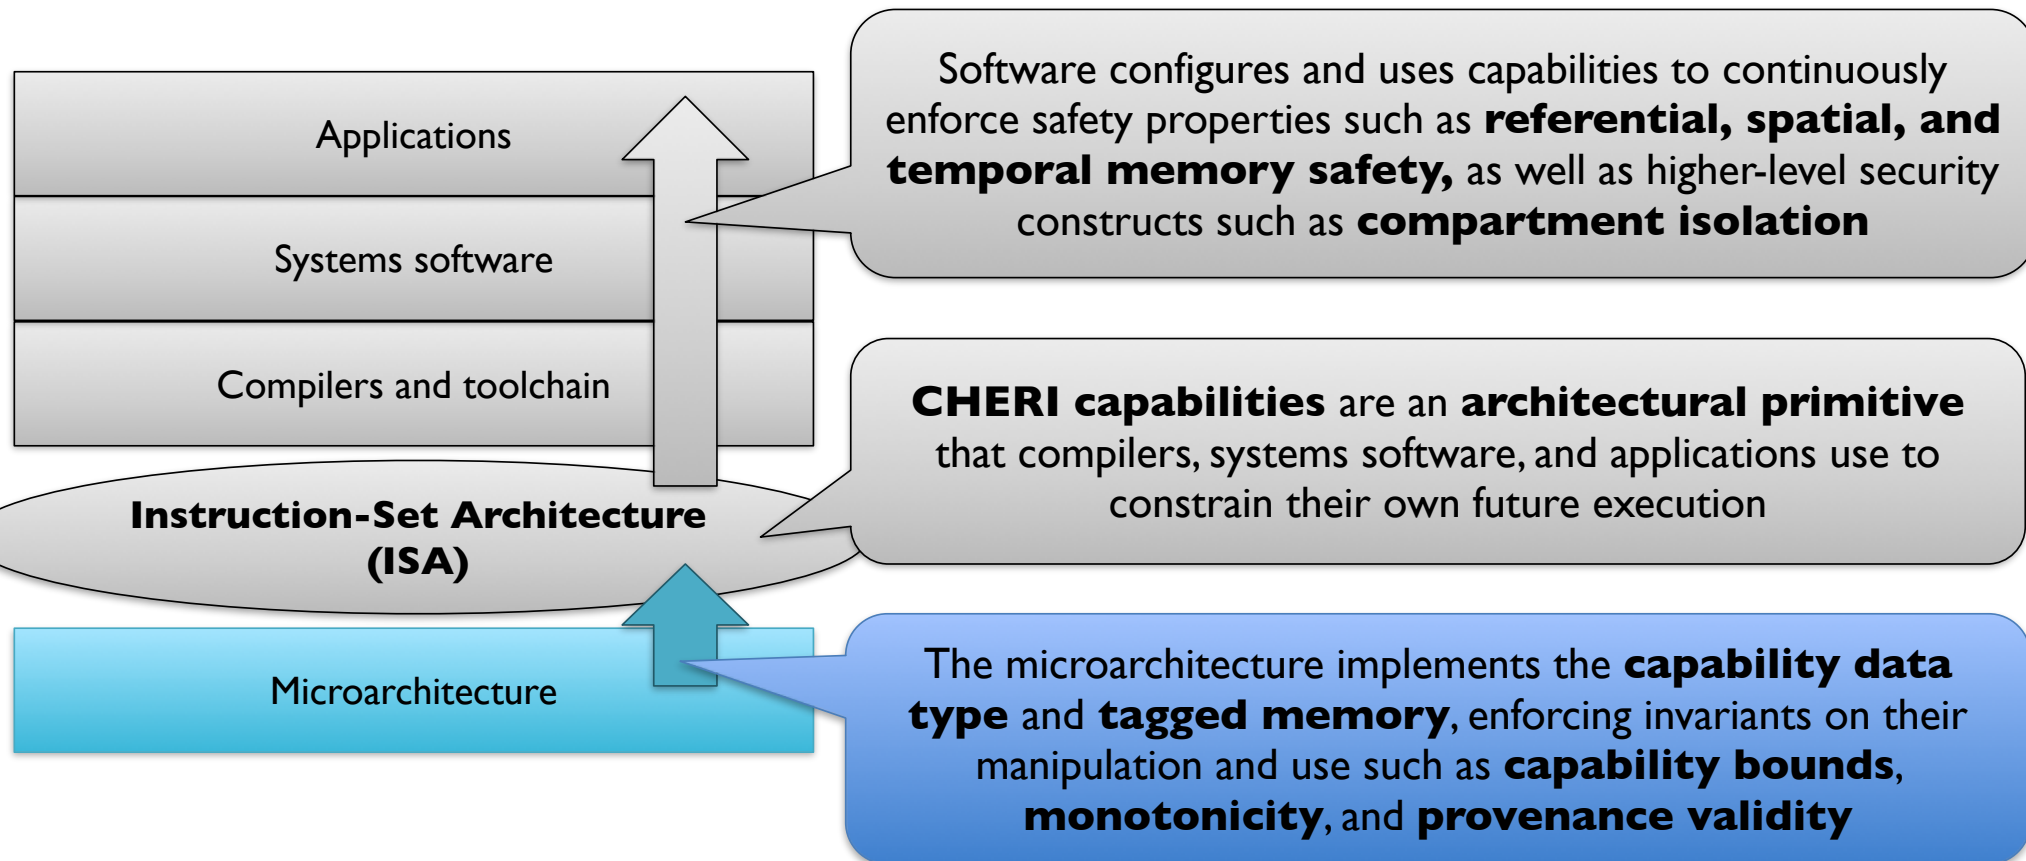 Applications
Systems software
Compilers and toolchain
Instruction-Set Architecture
(ISA)
Microarchitecture
Software configures and uses capabilities to continuously
enforce safety properties such as referential, spatial, and
temporal memory safety, as well as higher-level security
constructs such as compartment isolation
CHERI capabilities are an architectural primitive
that compilers, systems software, and applications use to
constrain their own future execution
The microarchitecture implements the capability data
type and tagged memory, enforcing invariants on their
manipulation and use such as capability bounds,
monotonicity, and provenance validity